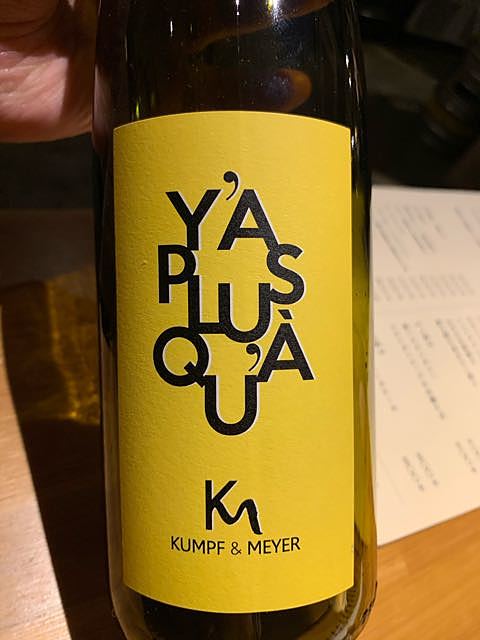 Y'A
PLUS
QU'À
KM
KUMPF & MEYER